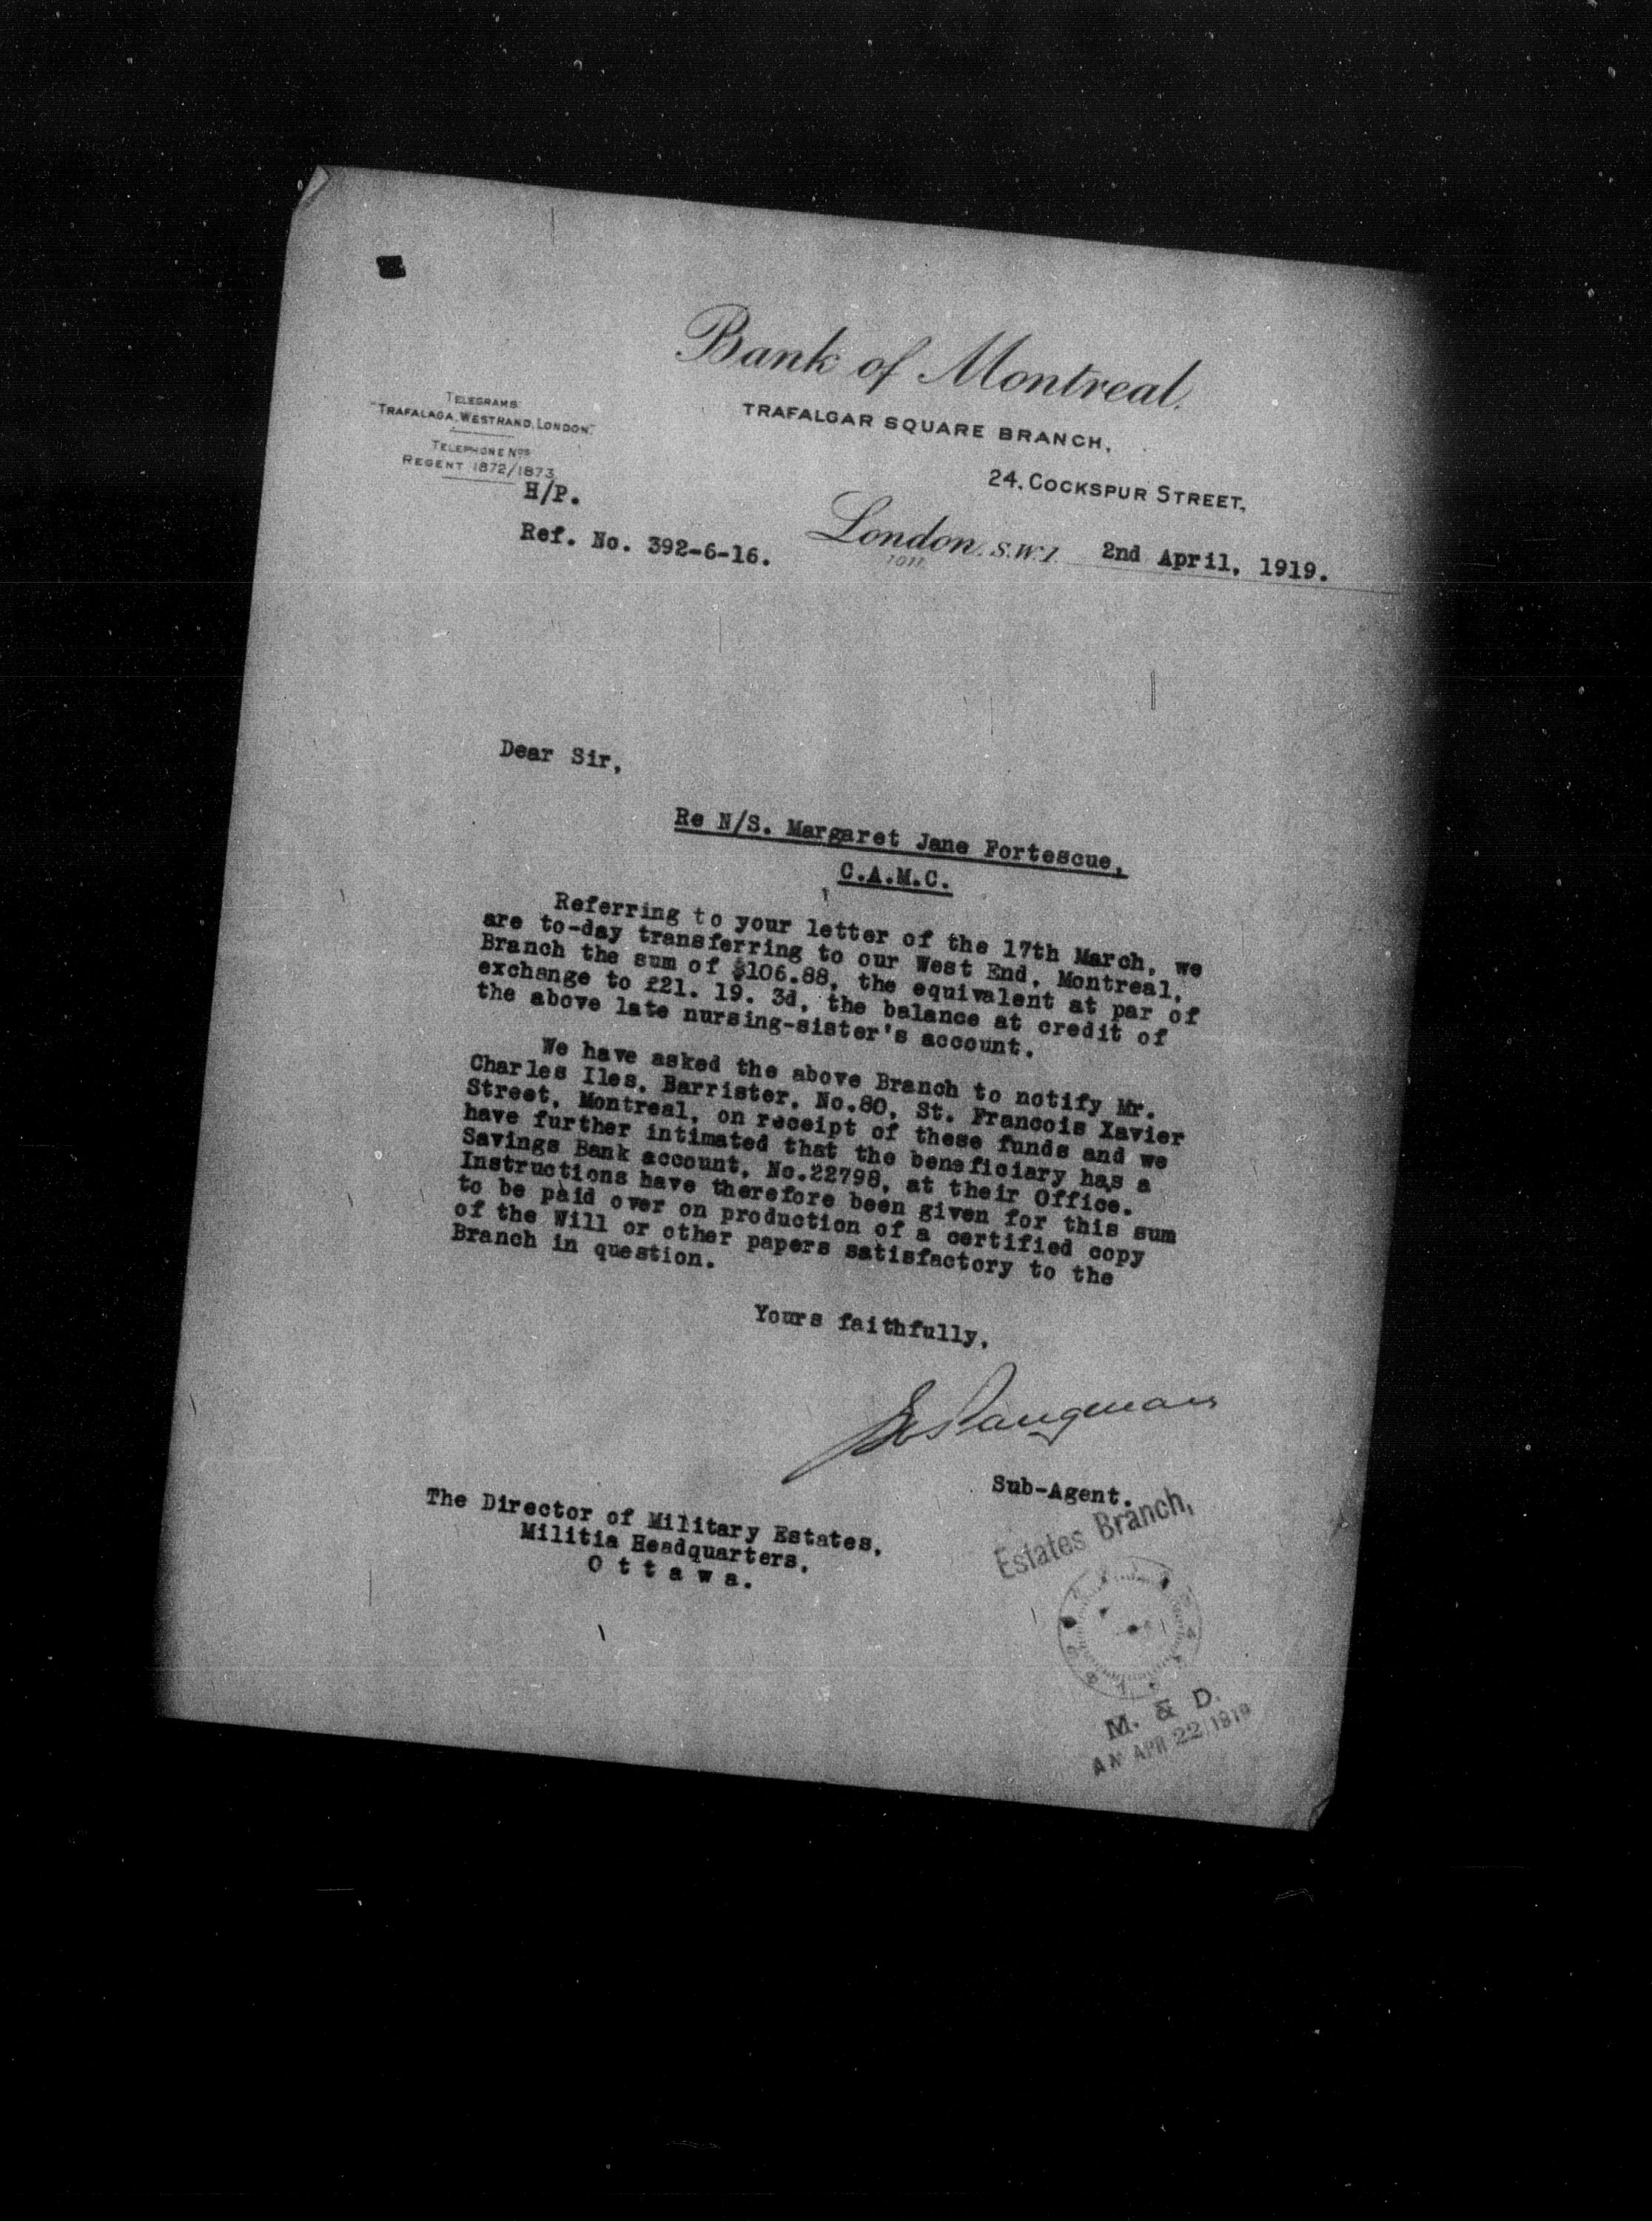 Bank of Montreal.
TRAFALGAR SQUARE BRANCH,
24, COCKSPUR STREET,
TELEGRAMS
"TRAFALAGA, WESTRAND, LONDON."
TELEPHONE Nos
REGENT 1872/1873
H/P.
Ref. No. 392-6-16.
London, S.W.1. 2nd April, 1919.
Dear Sir,
Re N/S. Margaret Jane Fortescue,
C.A.M.C.
Referring to your letter of the 17th March, we
are to-day transferring to our West End, Montreal,
Branch the sum of $106.88, the equivalent at par of
exchange to £21. 19. 3d, the balance at credit of
the above late nursing-sister's account.
We have asked the above Branch to notify Mr.
Charles Iles, Barrister, No.80, St. Francois Xavier
Street, Montreal, on receipt of these funds and we
have further intimated that the beneficiary has a
Savings Bank account, No.22798, at their Office.
Instructions have therefore been given for this sum
to be paid over on production of a certified copy
of the Will or other papers satisfactory to the
Branch in question.
Yours faithfully,
Sub-Agent.
The Director of Military Estates,
Militia Headquarters,
Ottawa.
Estates Branch,
M. & D.
APR 22 1919